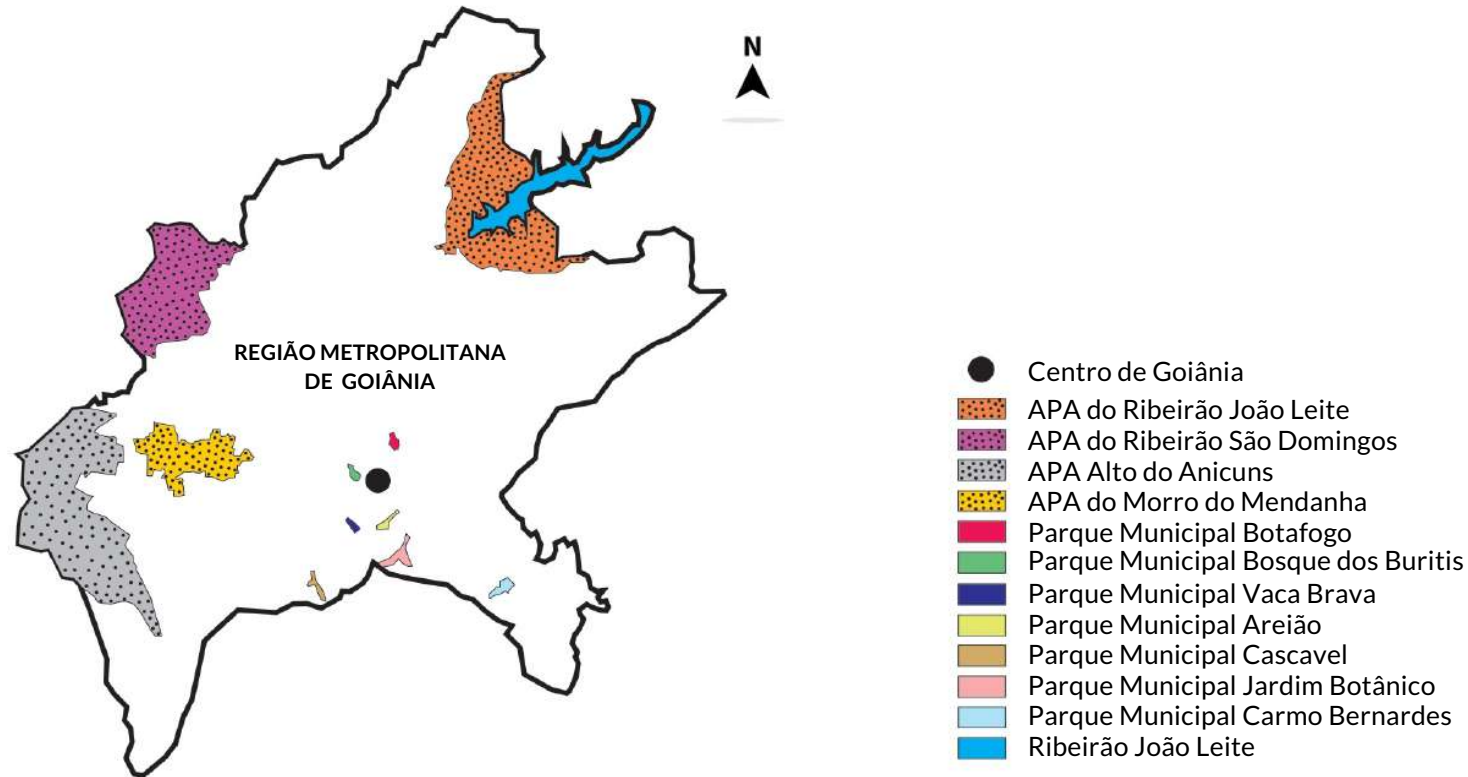 N
REGIÃO METROPOLITANA
DE GOIÂNIA
Centro de Goiânia
APA do Ribeirão João Leite
APA do Ribeirão São Domingos
APA Alto do Anicuns
APA do Morro do Mendanha
Parque Municipal Botafogo
Parque Municipal Bosque dos Buritis
Parque Municipal Vaca Brava
Parque Municipal Areião
Parque Municipal Cascavel
Parque Municipal Jardim Botânico
Parque Municipal Carmo Bernardes
Ribeirão João Leite